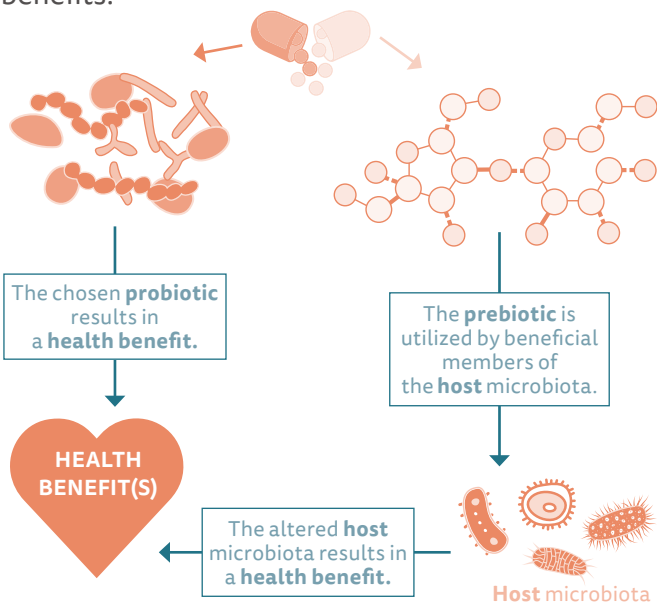 benefits.
The chosen probiotic
results in
a health benefit.
The prebiotic is
utilized by beneficial
members of
the host microbiota.
HEALTH
BENEFIT(S)
The altered host
microbiota results in
a health benefit.
Host microbiota